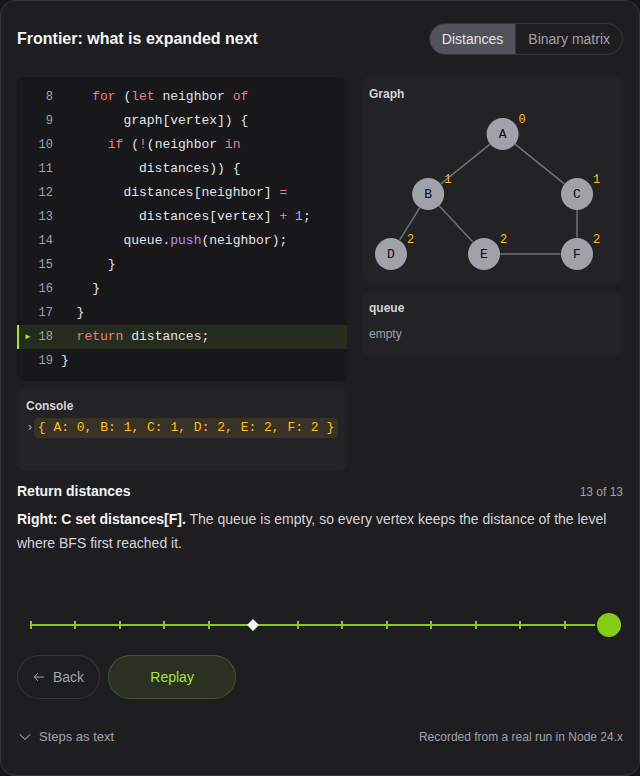 Frontier: what is expanded next
Distances Binary matrix
8 for (let neighbor of
9 graph[vertex]) {
10 if (!(neighbor in
11 distances)) {
12 distances[neighbor] =
13 distances[vertex] + 1;
14 queue.push(neighbor);
15 }
16 }
17 }
▸ 18 return distances;
19 }
Console
› { A: 0, B: 1, C: 1, D: 2, E: 2, F: 2 }
Graph
A 0
B 1
C 1
D 2
E 2
F 2
queue
empty
Return distances
13 of 13
Right: C set distances[F]. The queue is empty, so every vertex keeps the distance of the level
where BFS first reached it.
← Back
Replay
Steps as text
Recorded from a real run in Node 24.x